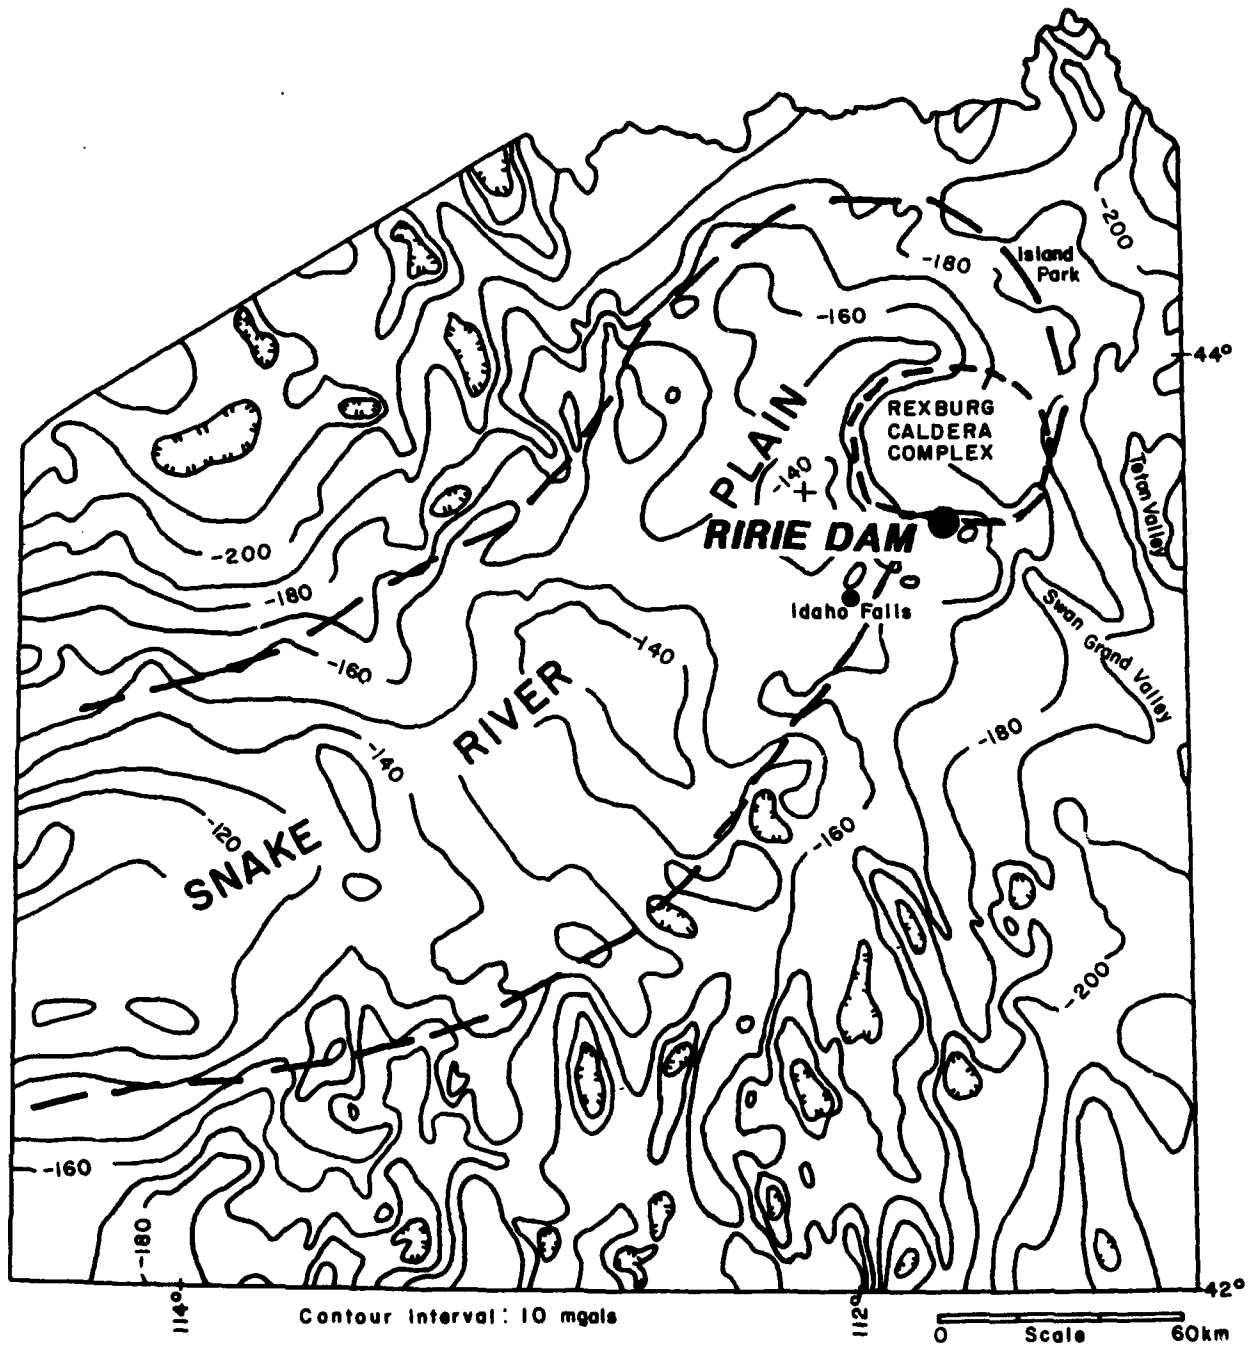 -200
Island
Park
-180
-160
44°
PLAIN
REXBURG
CALDERA
COMPLEX
-140
Teton Valley
RIRIE DAM
-200
-180
Idaho Falls
Swan Grand Valley
-160
-140
RIVER
-180
-140
-120
SNAKE
-160
-200
-160
-180
42°
114°
Contour Interval: 10 mgals
112°
0
Scale
60km